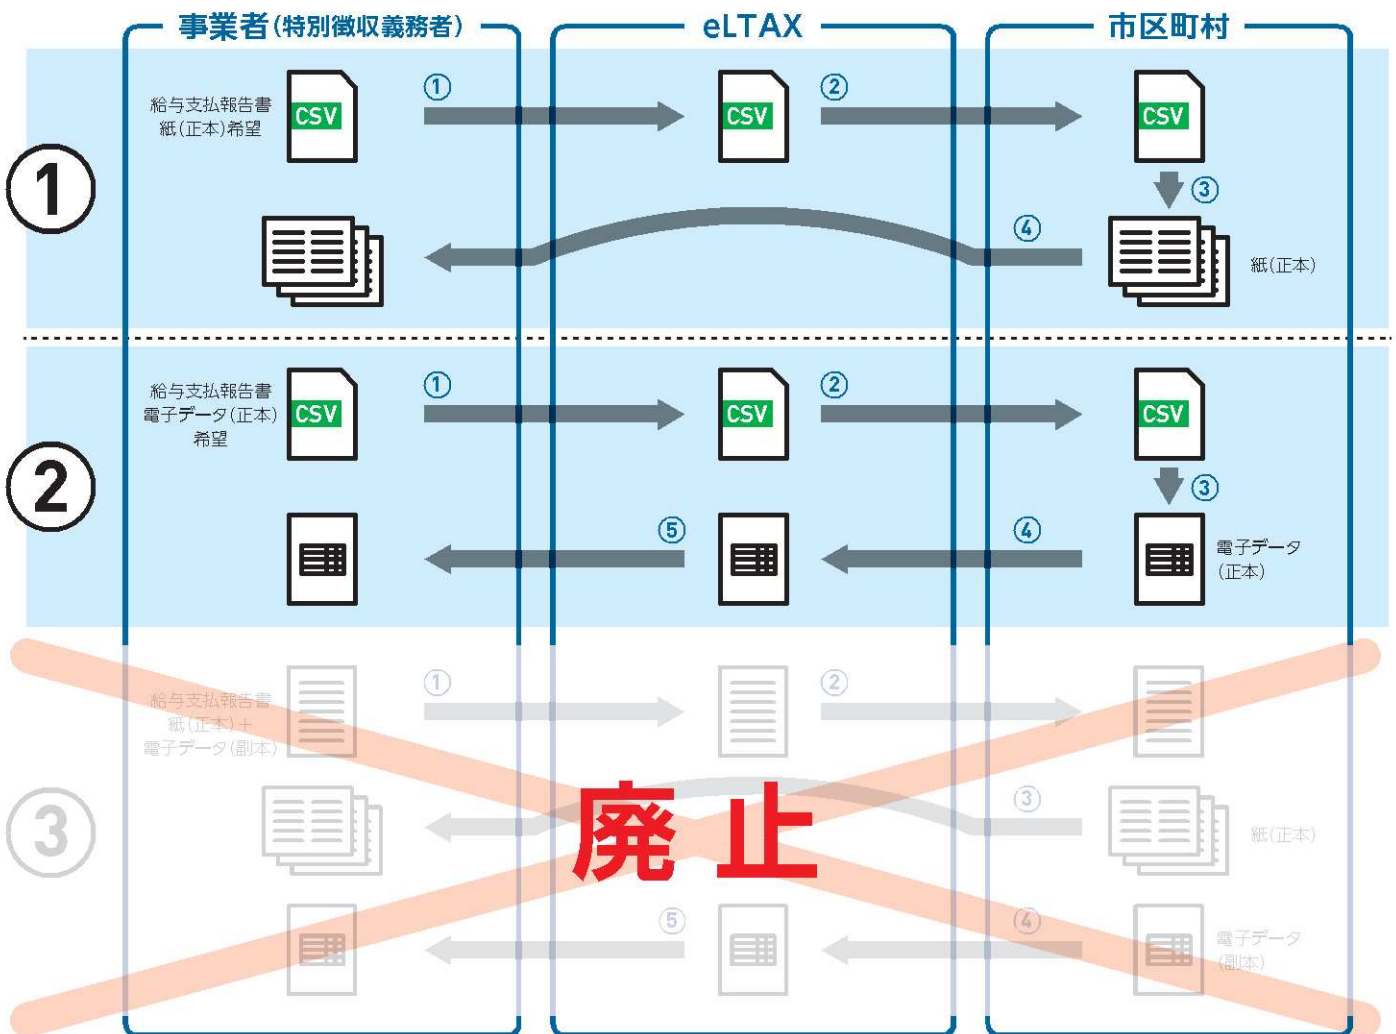 事業者(特別徴収義務者)
eLTAX
市区町村
①
給与支払報告書
紙(正本)希望
CSV
①
CSV
②
CSV
③
④
紙(正本)
②
給与支払報告書
電子データ(正本)
希望
CSV
①
CSV
②
CSV
③
⑤
④
電子データ
(正本)
③
給与支払報告書
紙(正本)+
電子データ(副本)
①
②
廃止
③
紙(正本)
⑤
④
電子データ
(副本)